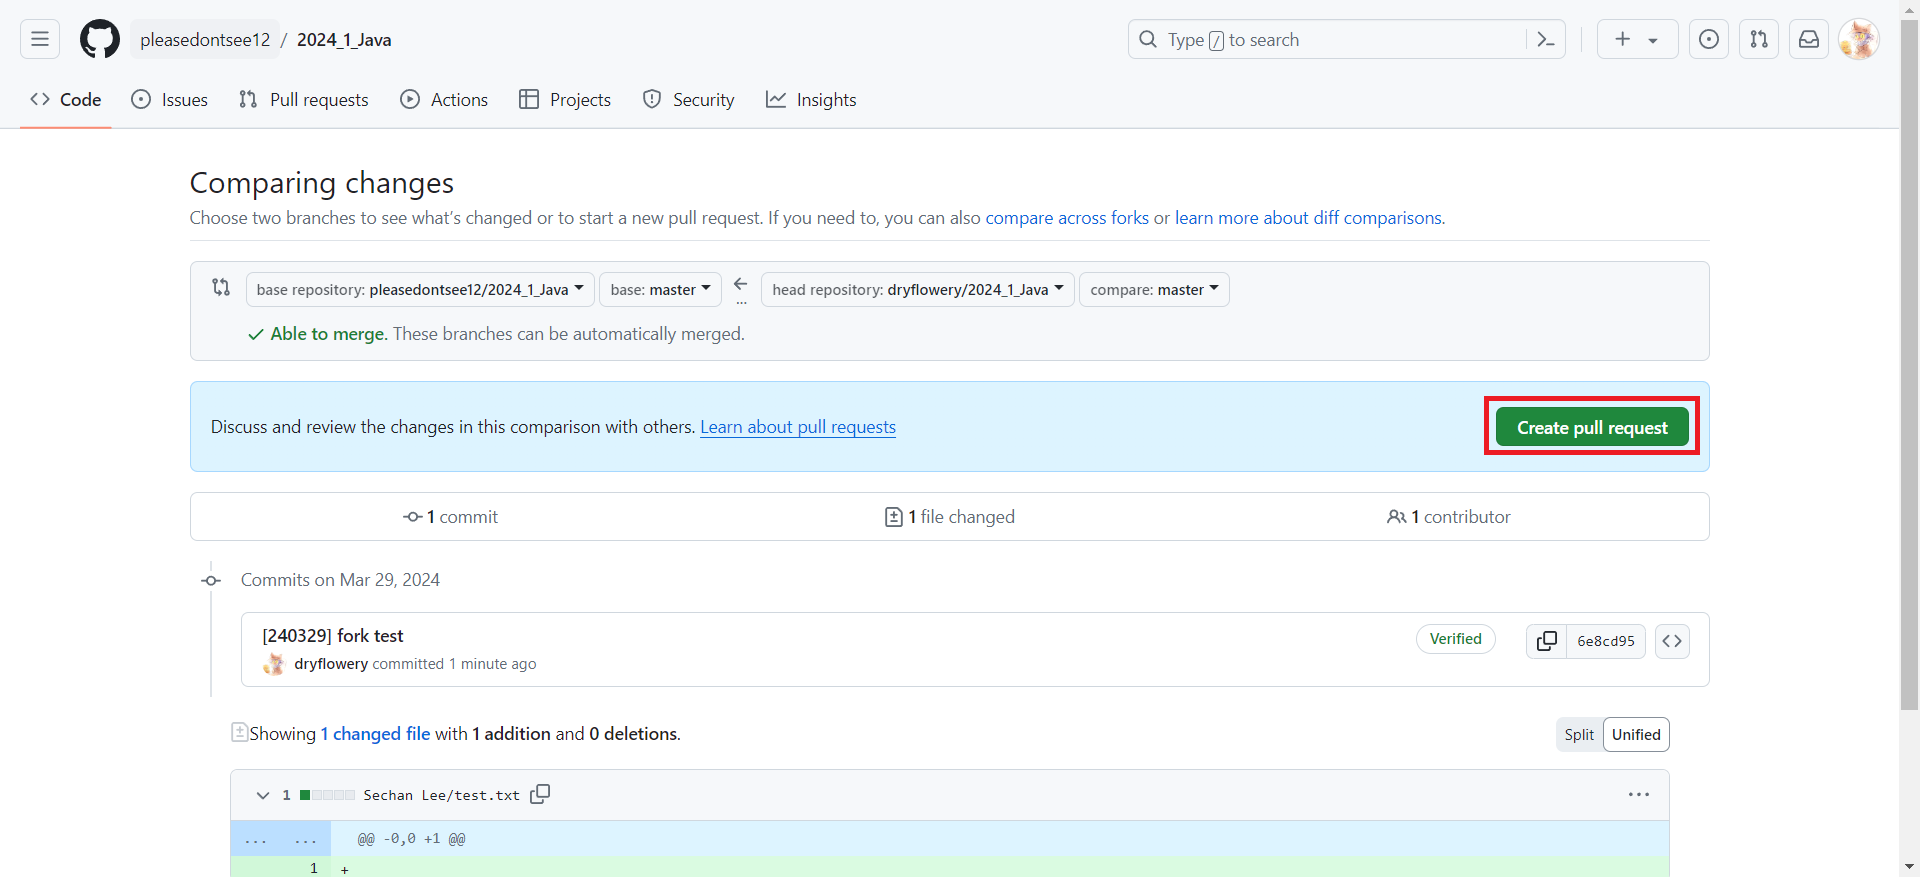 pleasedontsee12 / 2024_1_Java
Type / to search
Code Issues Pull requests Actions Projects Security Insights
Comparing changes
Choose two branches to see what's changed or to start a new pull request. If you need to, you can also compare across forks or learn more about diff comparisons.
base repository: pleasedontsee12/2024_1_Java base: master ... head repository: dryflowery/2024_1_Java compare: master
Able to merge. These branches can be automatically merged.
Discuss and review the changes in this comparison with others. Learn about pull requests
Create pull request
1 commit 1 file changed 1 contributor
Commits on Mar 29, 2024
[240329] fork test
dryflowery committed 1 minute ago
Verified 6e8cd95
Showing 1 changed file with 1 addition and 0 deletions.
Split Unified
1 Sechan Lee/test.txt
... ... @@ -0,0 +1 @@
1 +